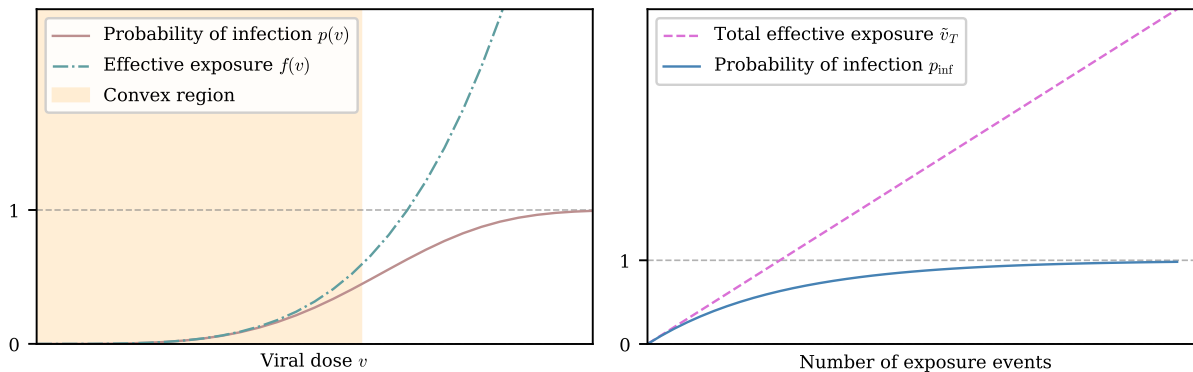 Probability of infection p(v)
Effective exposure f(v)
Convex region
1
0
Viral dose v
Total effective exposure ṽ_T
Probability of infection p_inf
1
0
Number of exposure events